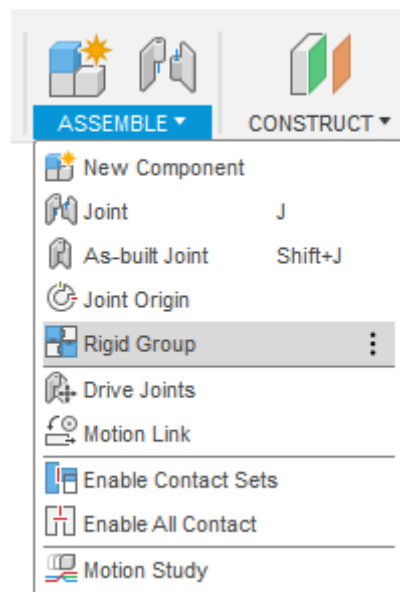 ASSEMBLE CONSTRUCT
New Component
Joint J
As-built Joint Shift+J
Joint Origin
Rigid Group
Drive Joints
Motion Link
Enable Contact Sets
Enable All Contact
Motion Study